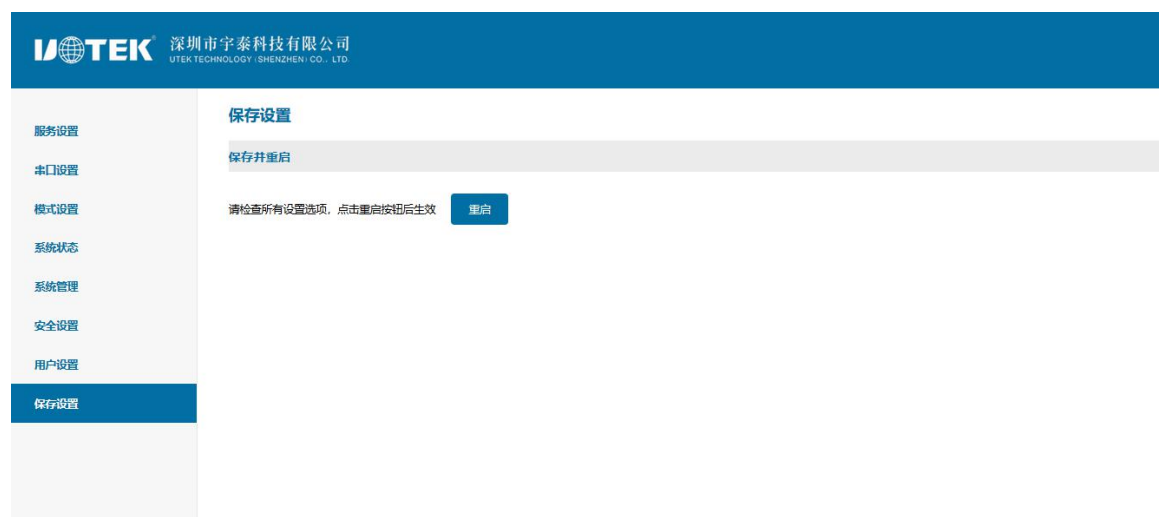 UTEK 深圳市宇泰科技有限公司
UTEK TECHNOLOGY (SHENZHEN) CO., LTD.
服务设置
串口设置
模式设置
系统状态
系统管理
安全设置
用户设置
保存设置
保存设置
保存并重启
请检查所有设置选项，点击重启按钮后生效
重启